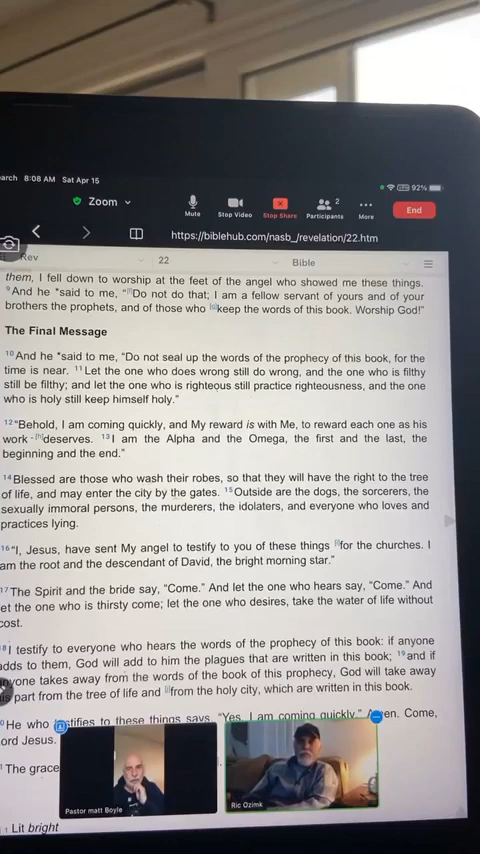 arch 8:08 AM Sat Apr 15
92%
Zoom
Mute Stop Video Stop Share Participants 2 More End
https://biblehub.com/nasb_/revelation/22.htm
Rev 22 Bible
them, I fell down to worship at the feet of the angel who showed me these things.
9And he *said to me, “[f]Do not do that; I am a fellow servant of yours and of your
brothers the prophets, and of those who [g]keep the words of this book. Worship God!”
The Final Message
10And he *said to me, “Do not seal up the words of the prophecy of this book, for the
time is near. 11Let the one who does wrong still do wrong, and the one who is filthy
still be filthy; and let the one who is righteous still practice righteousness, and the one
who is holy still keep himself holy.”
12“Behold, I am coming quickly, and My reward is with Me, to reward each one as his
work [h]deserves. 13I am the Alpha and the Omega, the first and the last, the
beginning and the end.”
14Blessed are those who wash their robes, so that they will have the right to the tree
of life, and may enter the city by the gates. 15Outside are the dogs, the sorcerers, the
sexually immoral persons, the murderers, the idolaters, and everyone who loves and
practices lying.
16“I, Jesus, have sent My angel to testify to you of these things [i]for the churches. I
am the root and the descendant of David, the bright morning star.”
17The Spirit and the bride say, “Come.” And let the one who hears say, “Come.” And
et the one who is thirsty come; let the one who desires, take the water of life without
cost.
8I testify to everyone who hears the words of the prophecy of this book: if anyone
adds to them, God will add to him the plagues that are written in this book; 19and if
anyone takes away from the words of the book of this prophecy, God will take away
his part from the tree of life and [j]from the holy city, which are written in this book.
0He who testifies to these things says, “Yes, I am coming quickly.” Amen. Come,
ord Jesus.
The grace
Pastor matt Boyle
Ric Ozimk
1 Lit bright